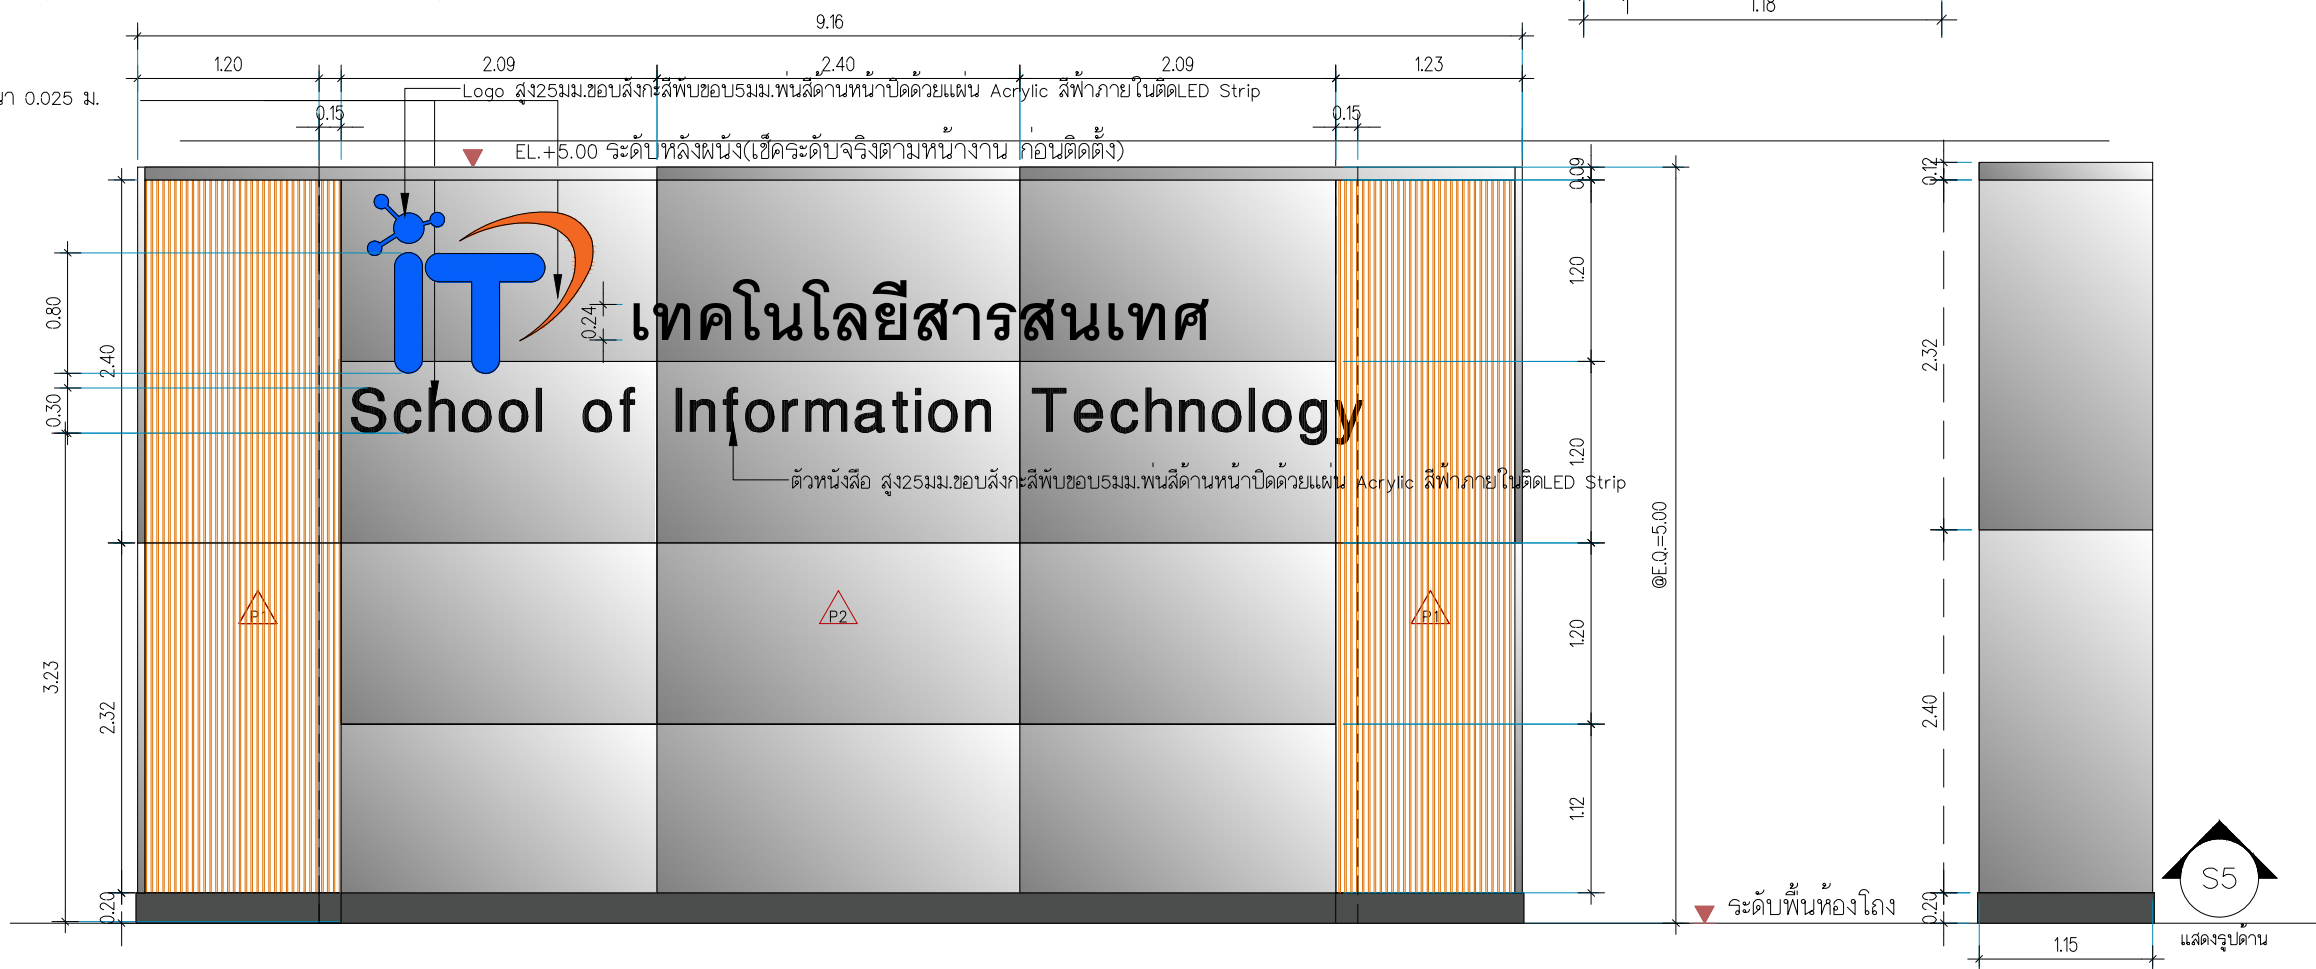 1.18
9.16
1.20
2.09
2.40
2.09
1.23
0.025 ม.
Logo สูง25มม.ขอบสังกะสีพับขอบ5มม.พ่นสีด้านหน้าปิดด้วยแผ่น Acrylic สีฟ้าภายในติดLED Strip
0.15
0.15
EL.+5.00 ระดับหลังผนัง(เช็คระดับจริงตามหน้างาน ก่อนติดตั้ง)
0.09
0.12
iT
1.20
0.80
0.24
เทคโนโลยีสารสนเทศ
2.40
2.32
0.30
School of Information Technology
1.20
ตัวหนังสือ สูง25มม.ขอบสังกะสีพับขอบ5มม.พ่นสีด้านหน้าปิดด้วยแผ่น Acrylic สีฟ้าภายในติดLED Strip
@E.Q.=5.00
P1
P2
P1
1.20
3.23
2.32
2.40
1.12
S5
0.20
ระดับพื้นห้องโถง
0.20
แสดงรูปด้าน
1.15